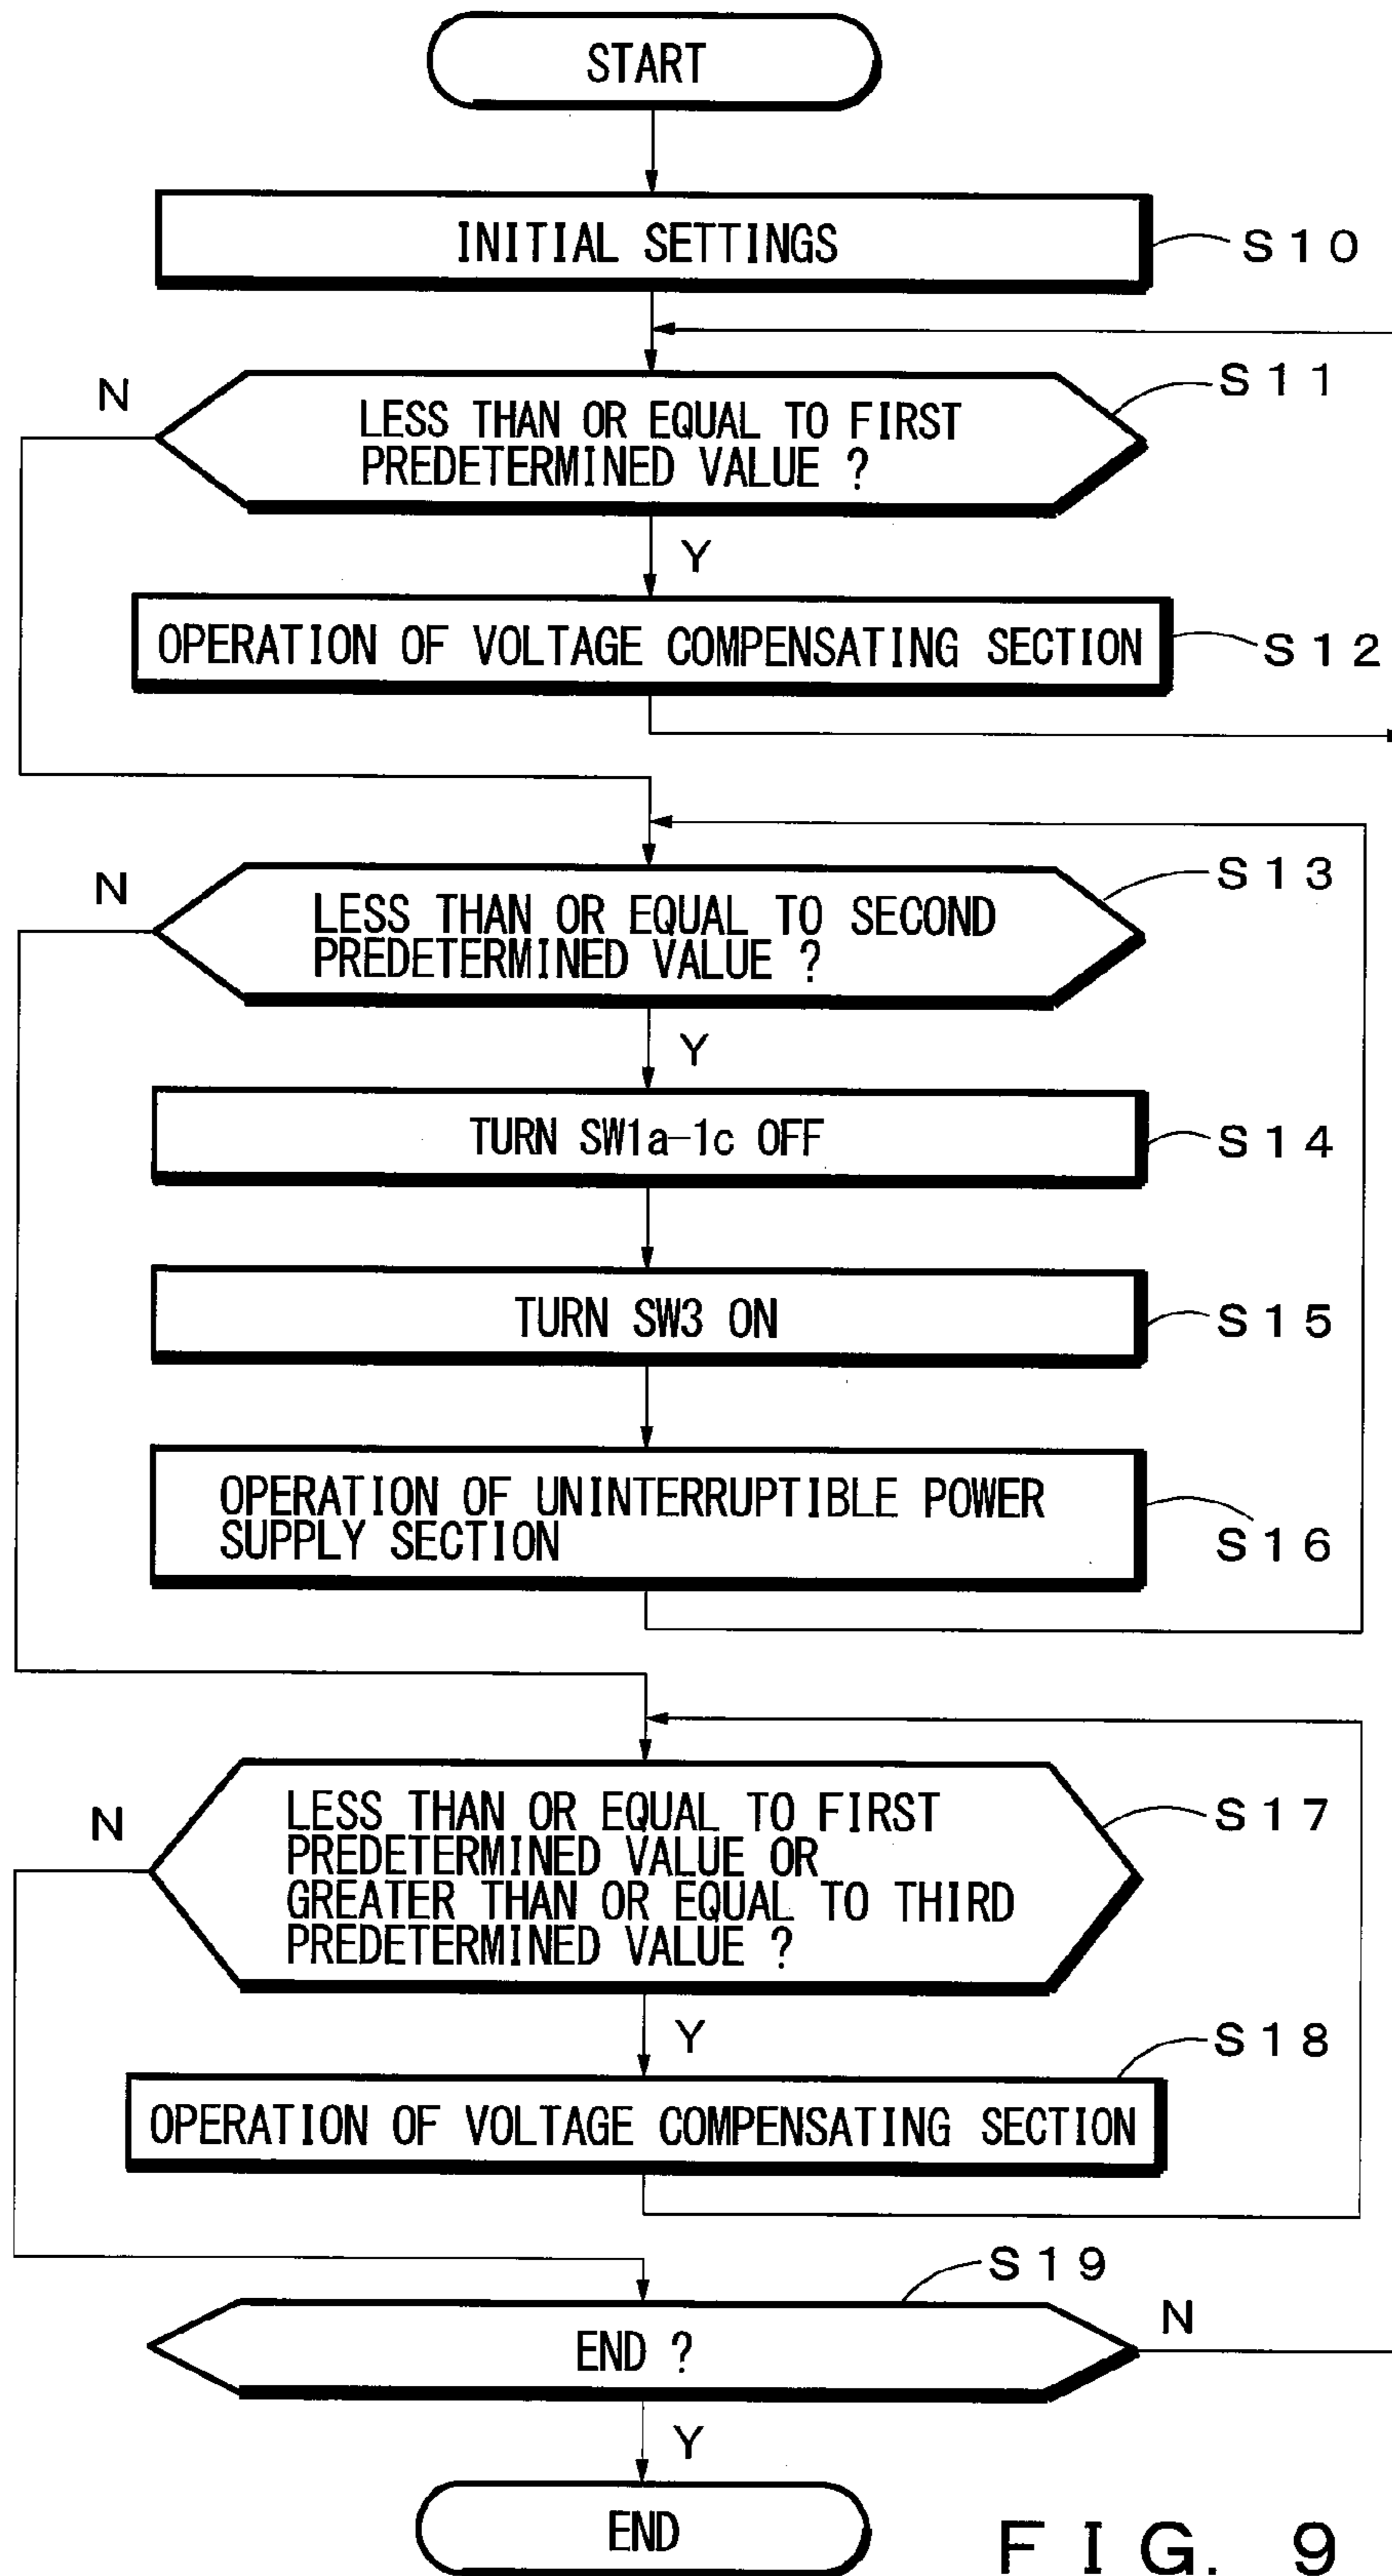 START
INITIAL SETTINGS
S10
N
LESS THAN OR EQUAL TO FIRST
PREDETERMINED VALUE ?
S11
Y
OPERATION OF VOLTAGE COMPENSATING SECTION
S12
N
LESS THAN OR EQUAL TO SECOND
PREDETERMINED VALUE ?
S13
Y
TURN SW1a-1c OFF
S14
TURN SW3 ON
S15
OPERATION OF UNINTERRUPTIBLE POWER
SUPPLY SECTION
S16
N
LESS THAN OR EQUAL TO FIRST
PREDETERMINED VALUE OR
GREATER THAN OR EQUAL TO THIRD
PREDETERMINED VALUE ?
S17
Y
S18
OPERATION OF VOLTAGE COMPENSATING SECTION
S19
END ?
N
Y
END
FIG. 9